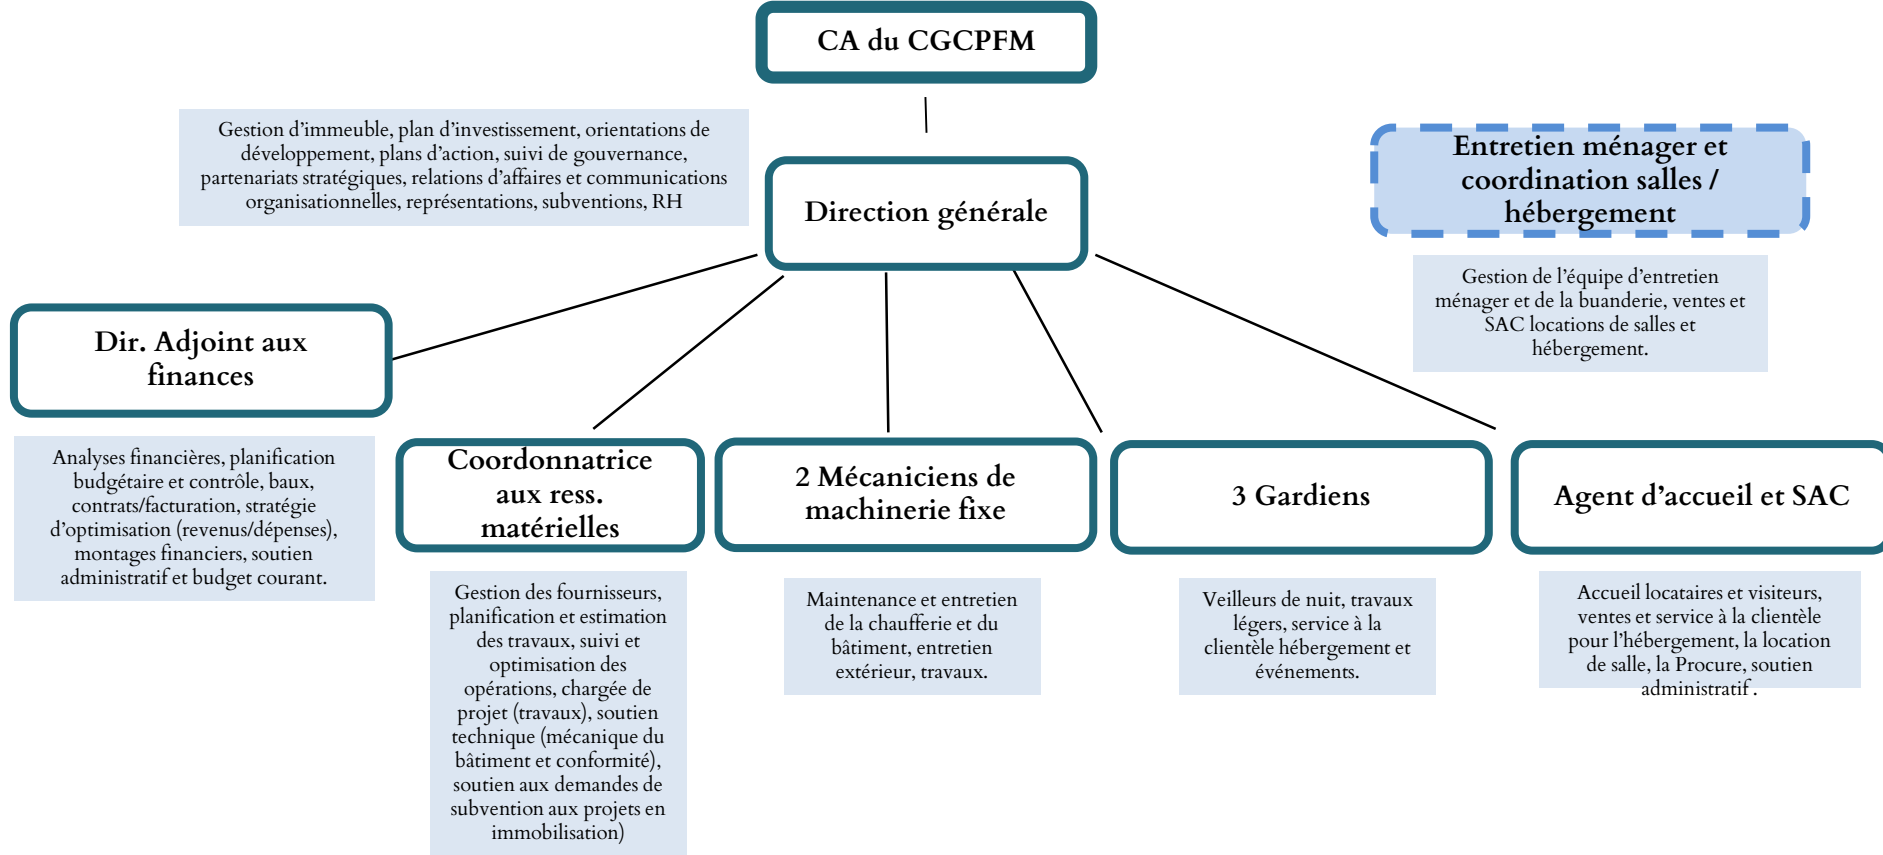 CA du CGCPFM
Gestion d’immeuble, plan d’investissement, orientations de
développement, plans d’action, suivi de gouvernance,
partenariats stratégiques, relations d’affaires et communications
organisationnelles, représentations, subventions, RH
Direction générale
Entretien ménager et
coordination salles /
hébergement
Gestion de l’équipe d’entretien
ménager et de la buanderie, ventes et
SAC locations de salles et
hébergement.
Dir. Adjoint aux
finances
Analyses financières, planification
budgétaire et contrôle, baux,
contrats/facturation, stratégie
d’optimisation (revenus/dépenses),
montages financiers, soutien
administratif et budget courant.
Coordonnatrice
aux ress.
matérielles
Gestion des fournisseurs,
planification et estimation
des travaux, suivi et
optimisation des
opérations, chargée de
projet (travaux), soutien
technique (mécanique du
bâtiment et conformité),
soutien aux demandes de
subvention aux projets en
immobilisation)
2 Mécaniciens de
machinerie fixe
Maintenance et entretien
de la chaufferie et du
bâtiment, entretien
extérieur, travaux.
3 Gardiens
Veilleurs de nuit, travaux
légers, service à la
clientèle hébergement et
événements.
Agent d’accueil et SAC
Accueil locataires et visiteurs,
ventes et service à la clientèle
pour l’hébergement, la location
de salle, la Procure, soutien
administratif .